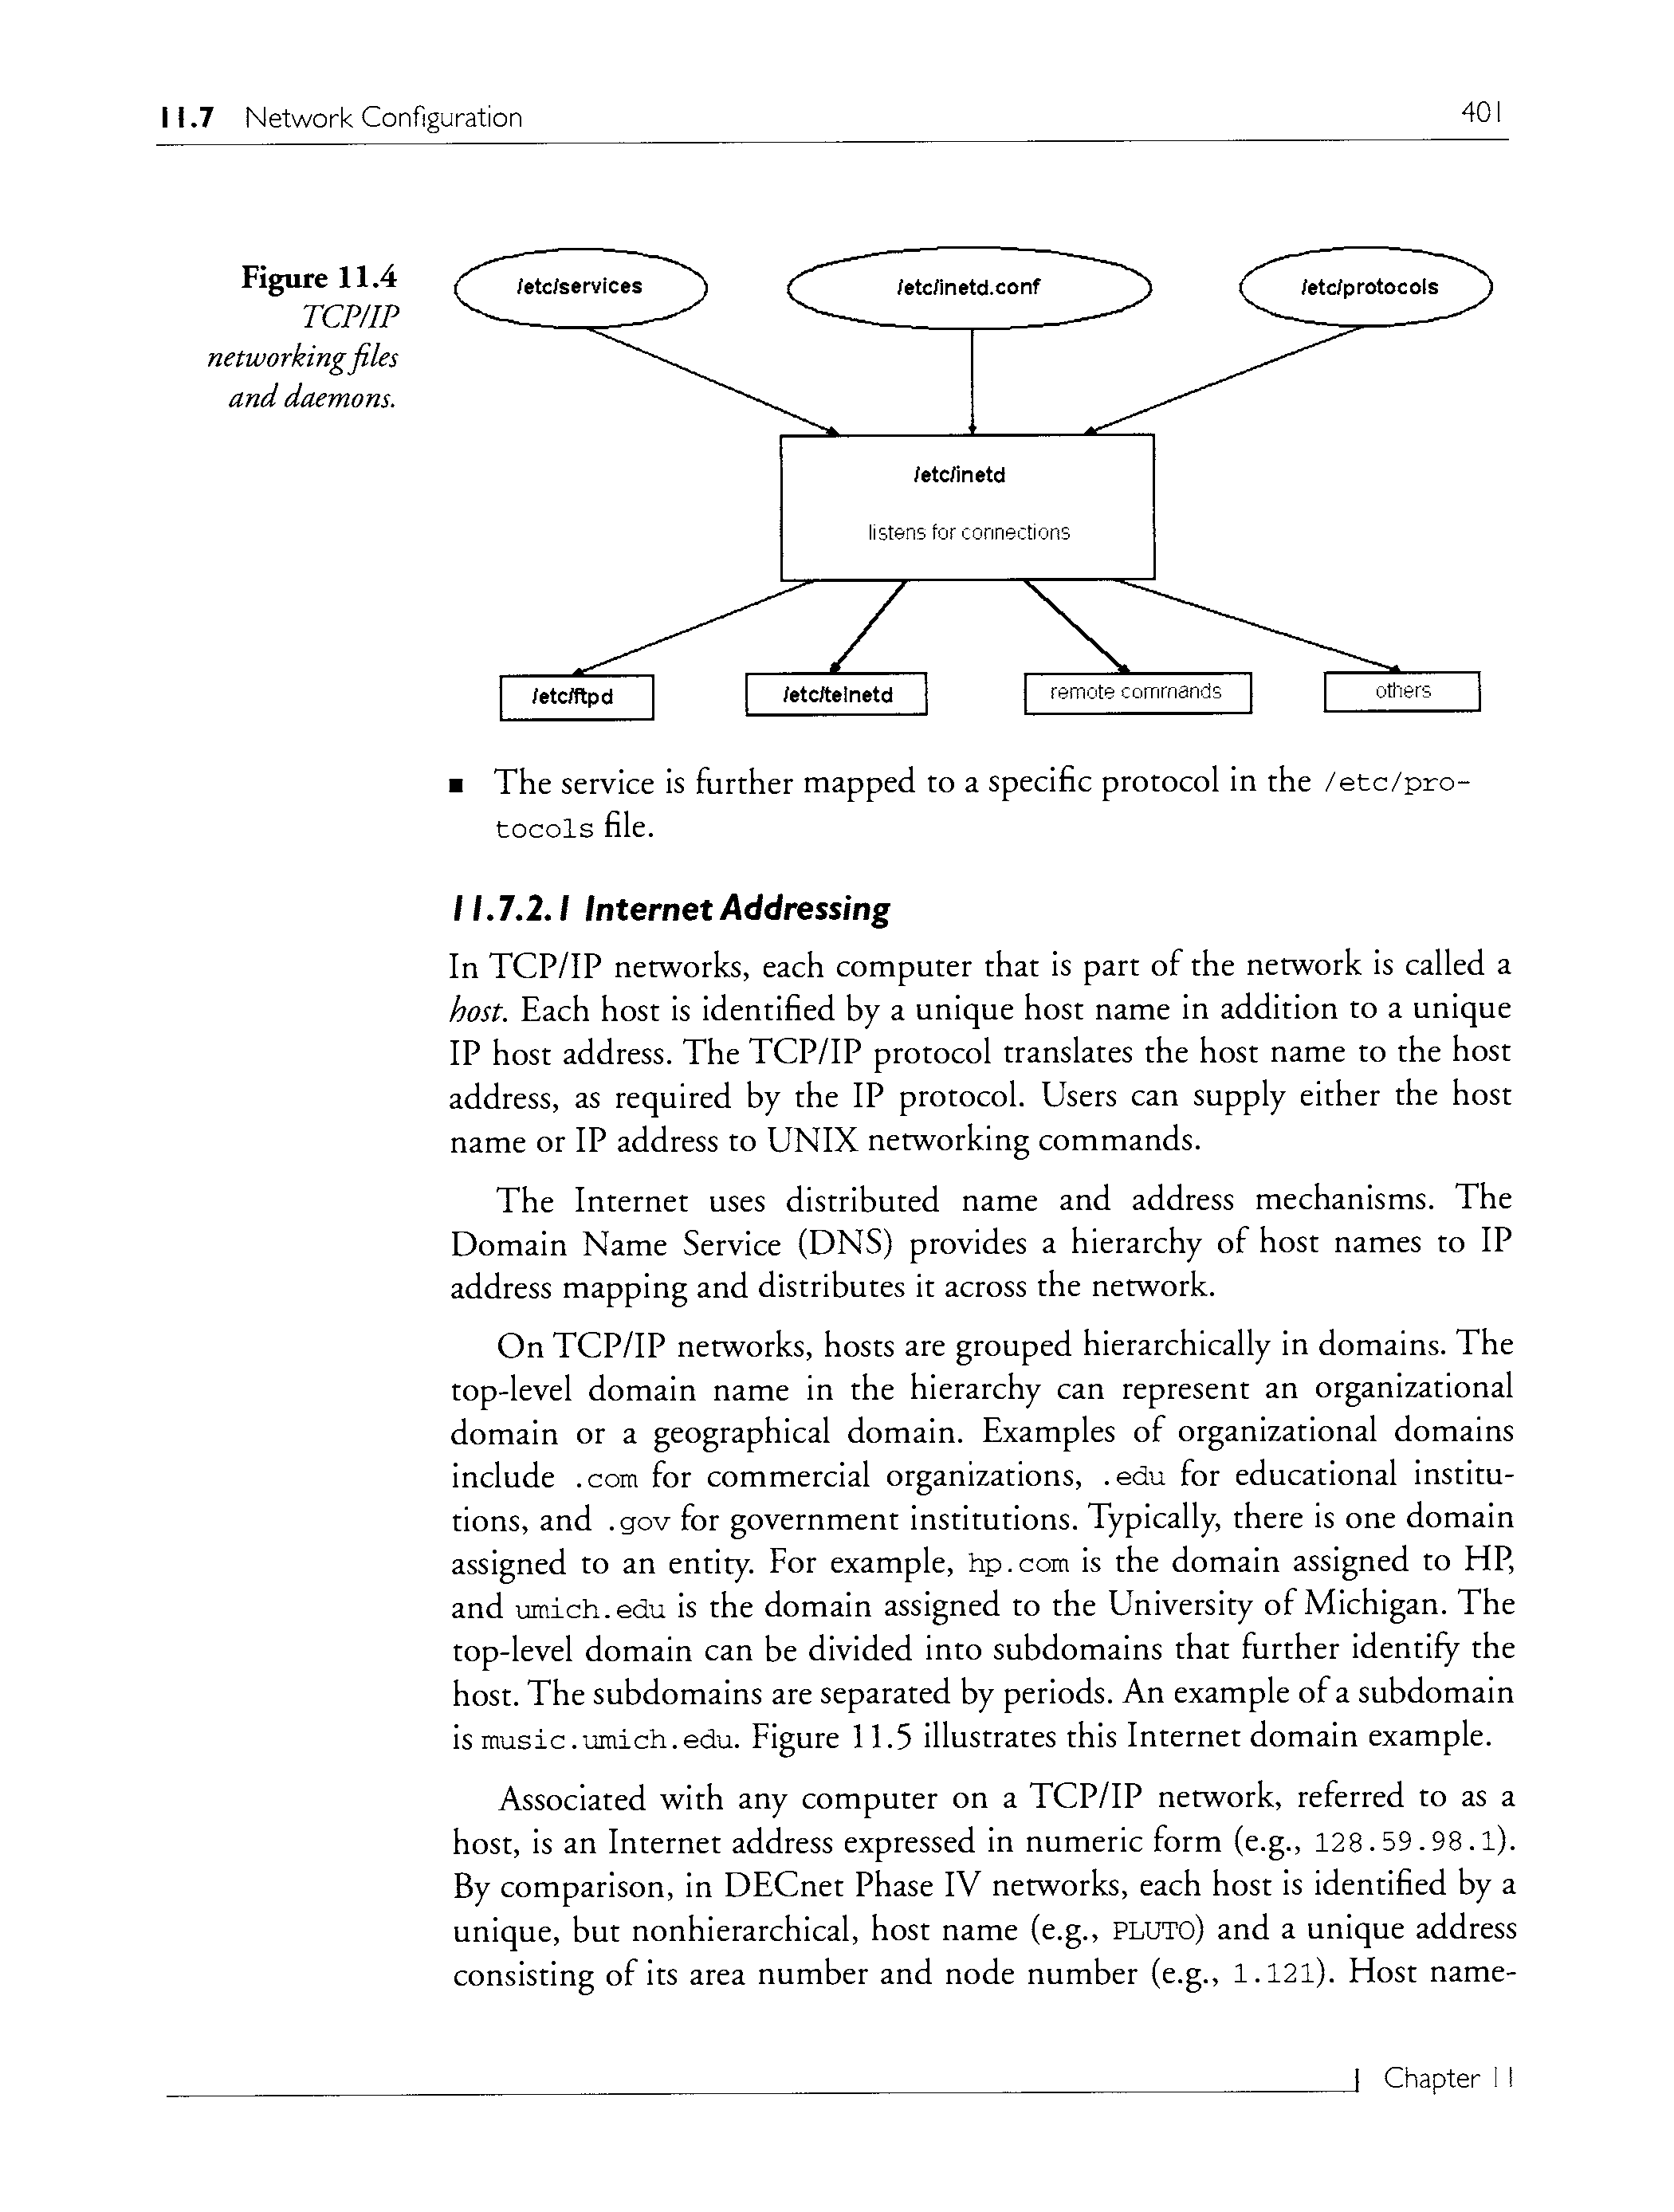 11.7 Network Configuration 401
Figure 11.4
TCP/IP
networking files
and daemons.
/etc/services /etc/inetd.conf /etc/protocols
/etc/inetd
listens for connections
/etc/ftpd /etc/telnetd remote commands others
■ The service is further mapped to a specific protocol in the /etc/pro-
tocols file.
11.7.2.1 Internet Addressing
In TCP/IP networks, each computer that is part of the network is called a
host. Each host is identified by a unique host name in addition to a unique
IP host address. The TCP/IP protocol translates the host name to the host
address, as required by the IP protocol. Users can supply either the host
name or IP address to UNIX networking commands.
The Internet uses distributed name and address mechanisms. The
Domain Name Service (DNS) provides a hierarchy of host names to IP
address mapping and distributes it across the network.
On TCP/IP networks, hosts are grouped hierarchically in domains. The
top-level domain name in the hierarchy can represent an organizational
domain or a geographical domain. Examples of organizational domains
include .com for commercial organizations, .edu for educational institu-
tions, and .gov for government institutions. Typically, there is one domain
assigned to an entity. For example, hp.com is the domain assigned to HP,
and umich.edu is the domain assigned to the University of Michigan. The
top-level domain can be divided into subdomains that further identify the
host. The subdomains are separated by periods. An example of a subdomain
is music.umich.edu. Figure 11.5 illustrates this Internet domain example.
Associated with any computer on a TCP/IP network, referred to as a
host, is an Internet address expressed in numeric form (e.g., 128.59.98.1).
By comparison, in DECnet Phase IV networks, each host is identified by a
unique, but nonhierarchical, host name (e.g., PLUTO) and a unique address
consisting of its area number and node number (e.g., 1.121). Host name-
Chapter 11